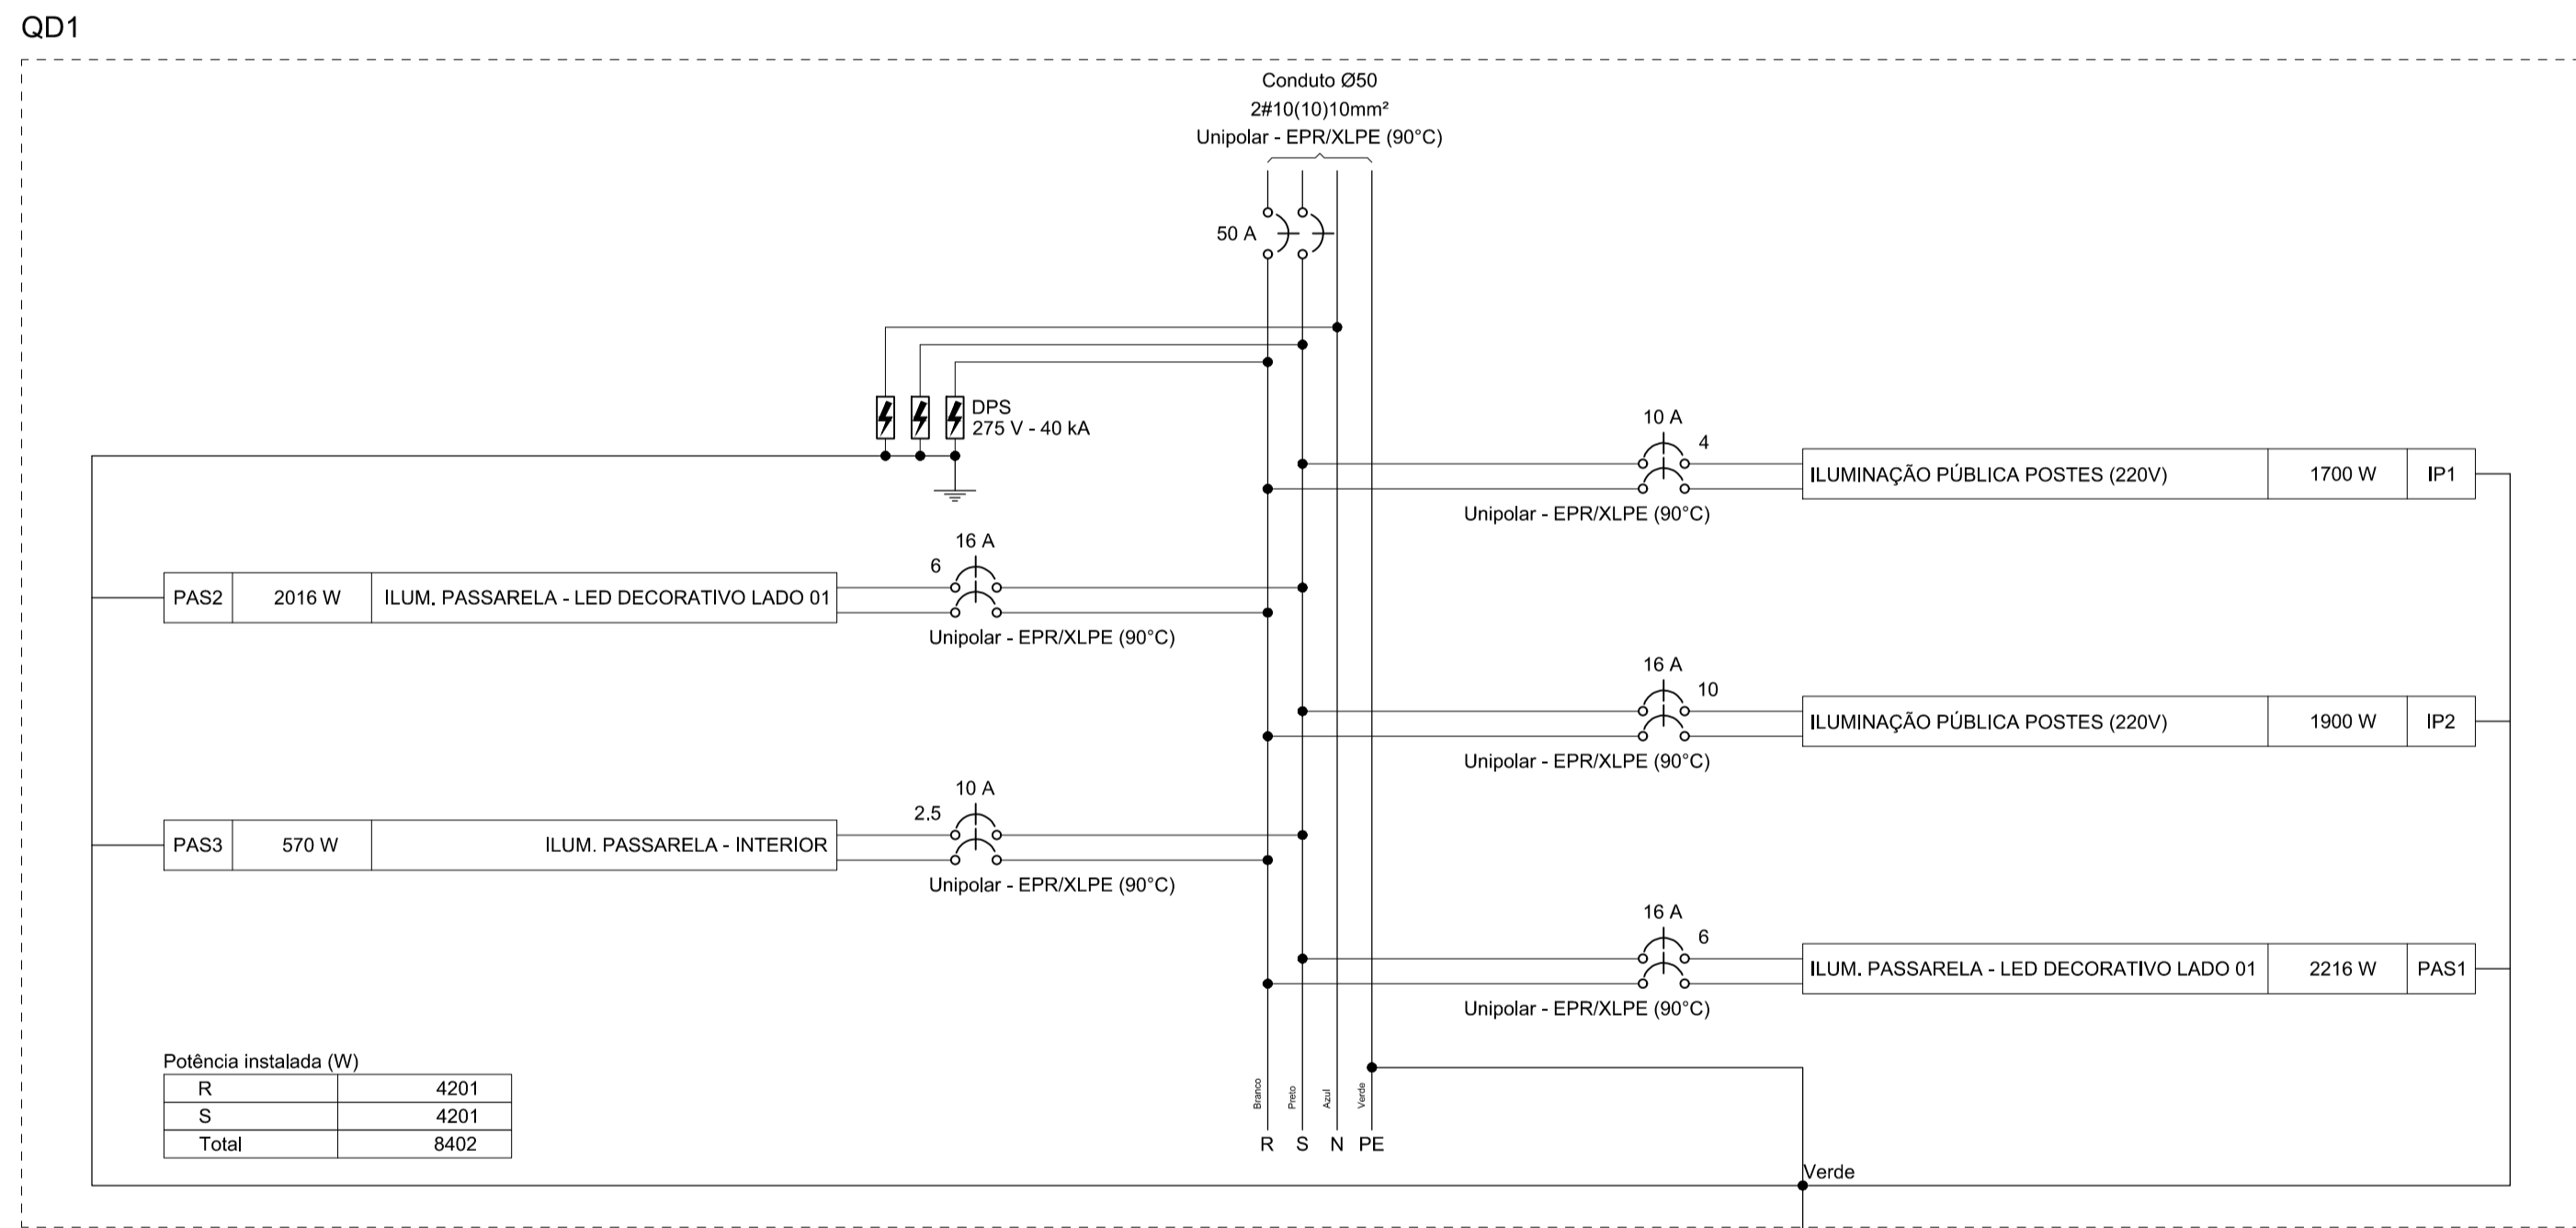 QD1
Conduto Ø50
2#10(10)10mm²
Unipolar - EPR/XLPE (90°C)
50 A
DPS
275 V - 40 kA
10 A
4
ILUMINAÇÃO PÚBLICA POSTES (220V) 1700 W IP1
Unipolar - EPR/XLPE (90°C)
16 A
6
PAS2 2016 W ILUM. PASSARELA - LED DECORATIVO LADO 01
Unipolar - EPR/XLPE (90°C)
16 A
10
ILUMINAÇÃO PÚBLICA POSTES (220V) 1900 W IP2
Unipolar - EPR/XLPE (90°C)
10 A
2.5
PAS3 570 W ILUM. PASSARELA - INTERIOR
Unipolar - EPR/XLPE (90°C)
16 A
6
ILUM. PASSARELA - LED DECORATIVO LADO 01 2216 W PAS1
Unipolar - EPR/XLPE (90°C)
Potência instalada (W)
R 4201
S 4201
Total 8402
Branco
Preto
Azul
Verde
R S N PE
Verde